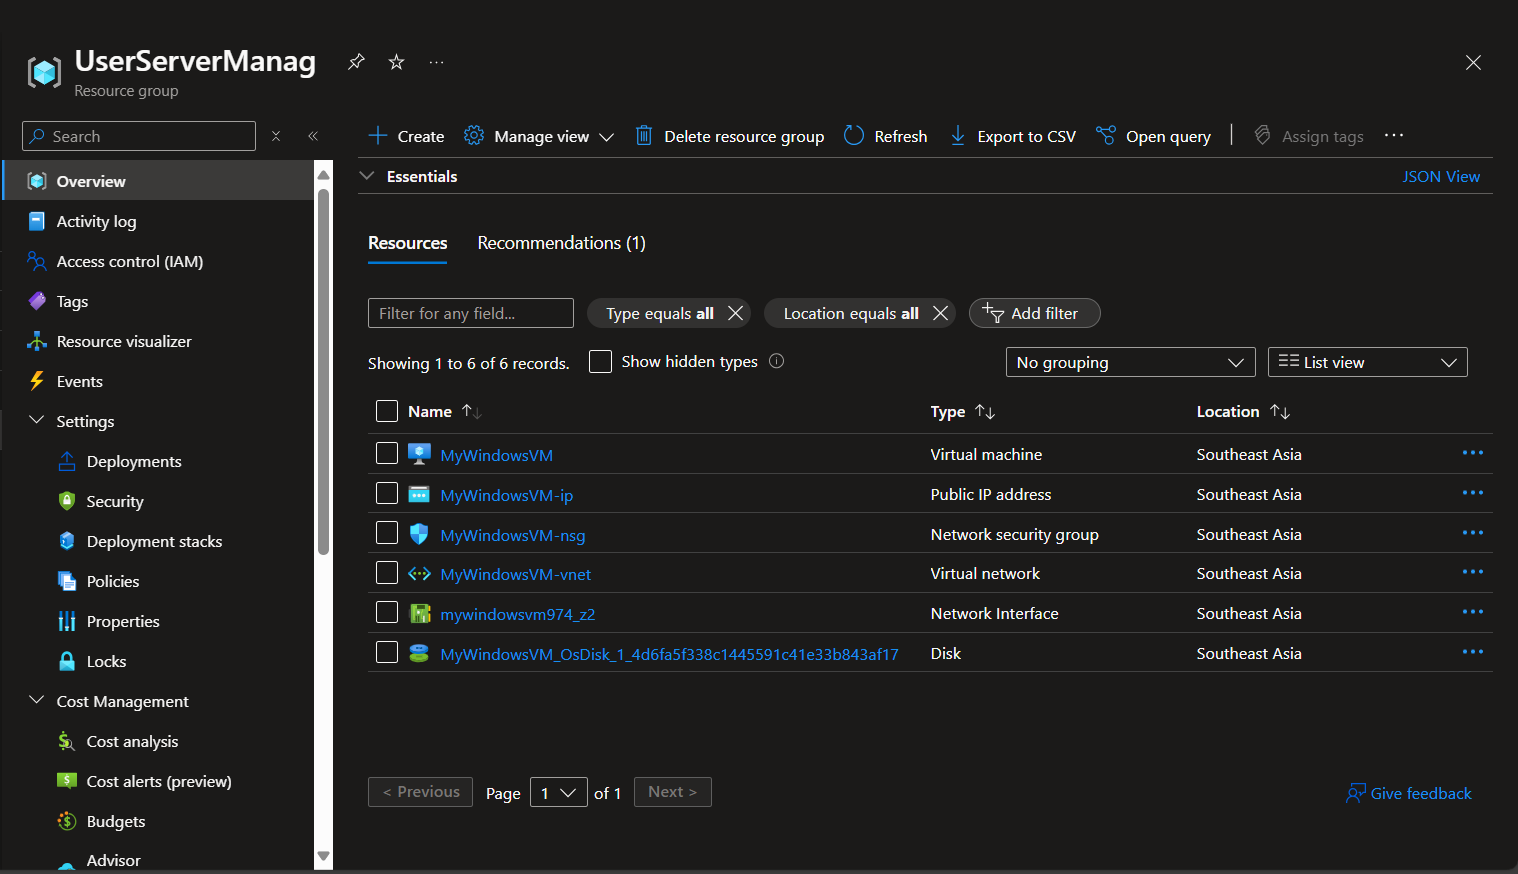 UserServerManag
Resource group
Search
Create
Manage view
Delete resource group
Refresh
Export to CSV
Open query
Assign tags
Overview
Activity log
Access control (IAM)
Tags
Resource visualizer
Events
Settings
Deployments
Security
Deployment stacks
Policies
Properties
Locks
Cost Management
Cost analysis
Cost alerts (preview)
Budgets
Advisor
Essentials
JSON View
Resources
Recommendations (1)
Filter for any field...
Type equals all
Location equals all
Add filter
Showing 1 to 6 of 6 records.
Show hidden types
No grouping
List view
Name
Type
Location
MyWindowsVM
Virtual machine
Southeast Asia
MyWindowsVM-ip
Public IP address
Southeast Asia
MyWindowsVM-nsg
Network security group
Southeast Asia
MyWindowsVM-vnet
Virtual network
Southeast Asia
mywindowsvm974_z2
Network Interface
Southeast Asia
MyWindowsVM_OsDisk_1_4d6fa5f338c1445591c41e33b843af17
Disk
Southeast Asia
< Previous
Page 1 of 1
Next >
Give feedback